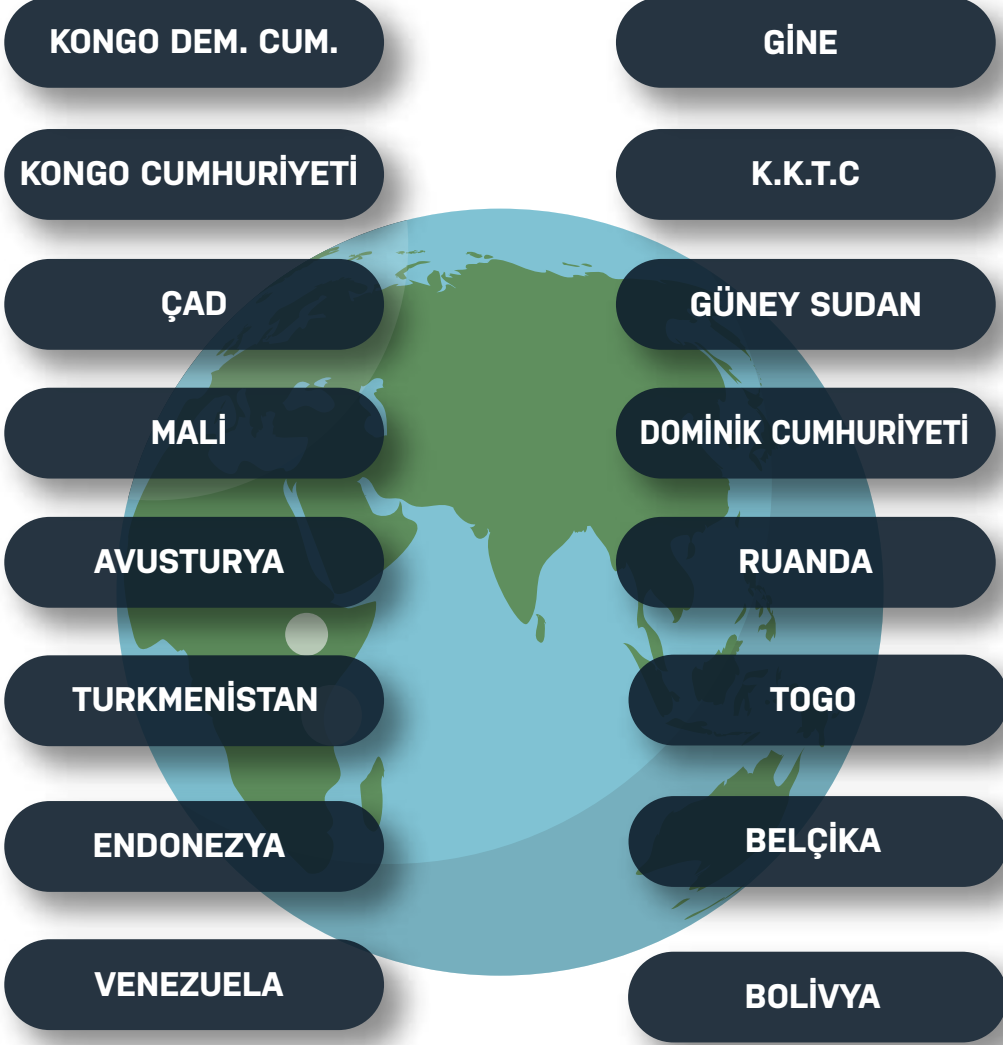 KONGO DEM. CUM.
KONGO CUMHURİYETİ
ÇAD
MALİ
AVUSTURYA
TURKMENİSTAN
ENDONEZYA
VENEZUELA
GİNE
K.K.T.C
GÜNEY SUDAN
DOMİNİK CUMHURİYETİ
RUANDA
TOGO
BELÇİKA
BOLİVYA